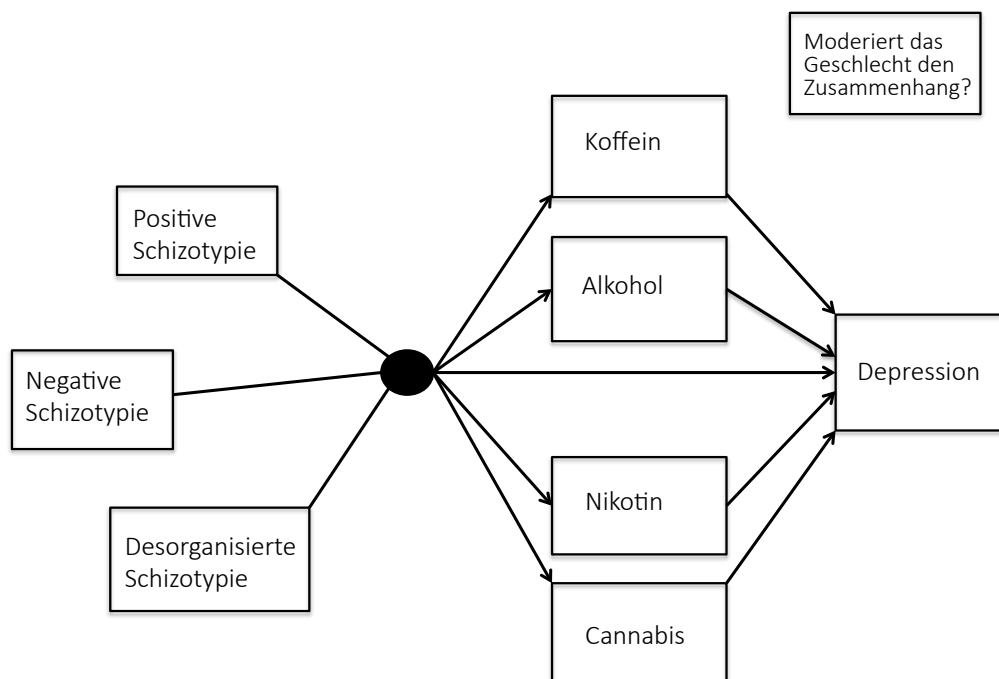 Moderiert das
Geschlecht den
Zusammenhang?
Koffein
Positive
Schizotypie
Alkohol
Negative
Schizotypie
Depression
Nikotin
Desorganisierte
Schizotypie
Cannabis